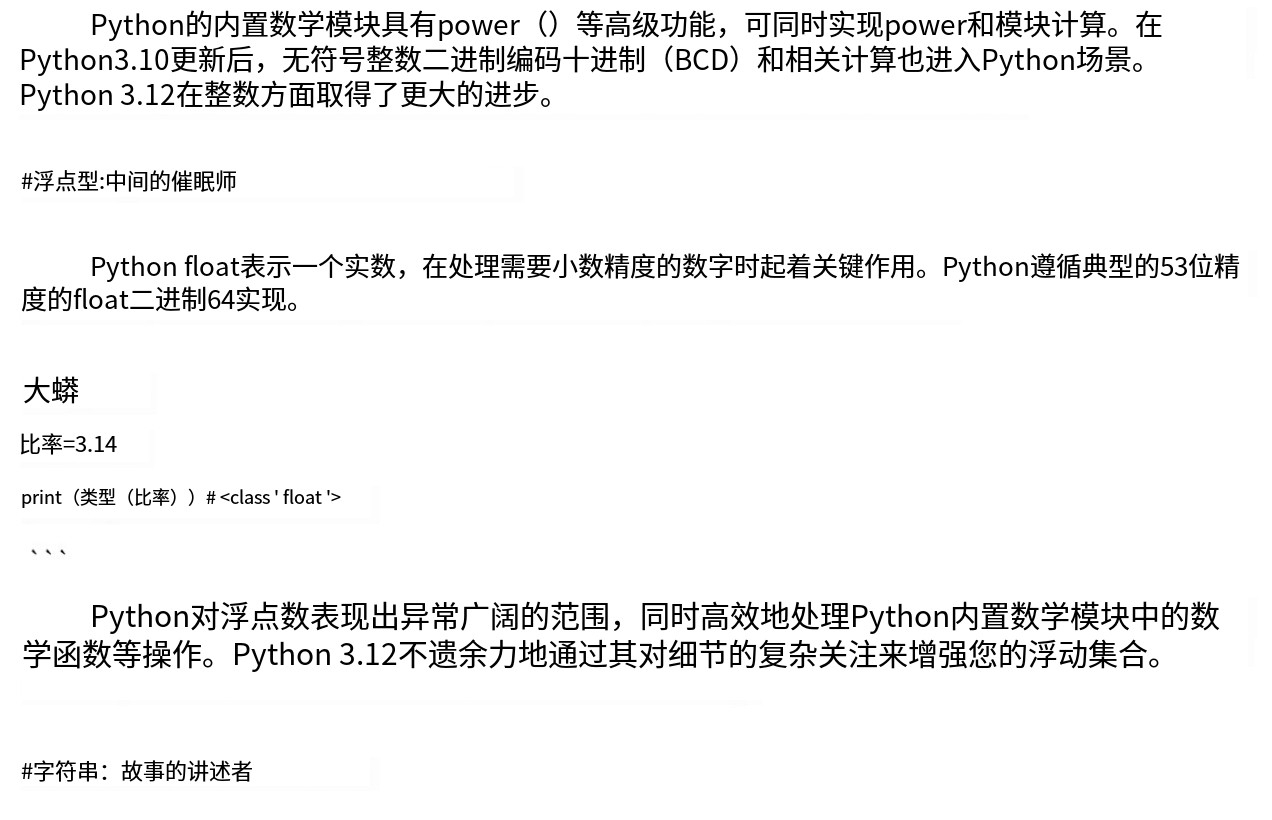 Python的内置数学模块具有power（）等高级功能，可同时实现power和模块计算。在
Python3.10更新后，无符号整数二进制编码十进制（BCD）和相关计算也进入Python场景。
Python 3.12在整数方面取得了更大的进步。
#浮点型:中间的催眠师
Python float表示一个实数，在处理需要小数精度的数字时起着关键作用。Python遵循典型的53位精
度的float二进制64实现。
大蟒
比率=3.14
print（类型（比率））# <class ' float '>
```
Python对浮点数表现出异常广阔的范围，同时高效地处理Python内置数学模块中的数
学函数等操作。Python 3.12不遗余力地通过其对细节的复杂关注来增强您的浮动集合。
#字符串：故事的讲述者